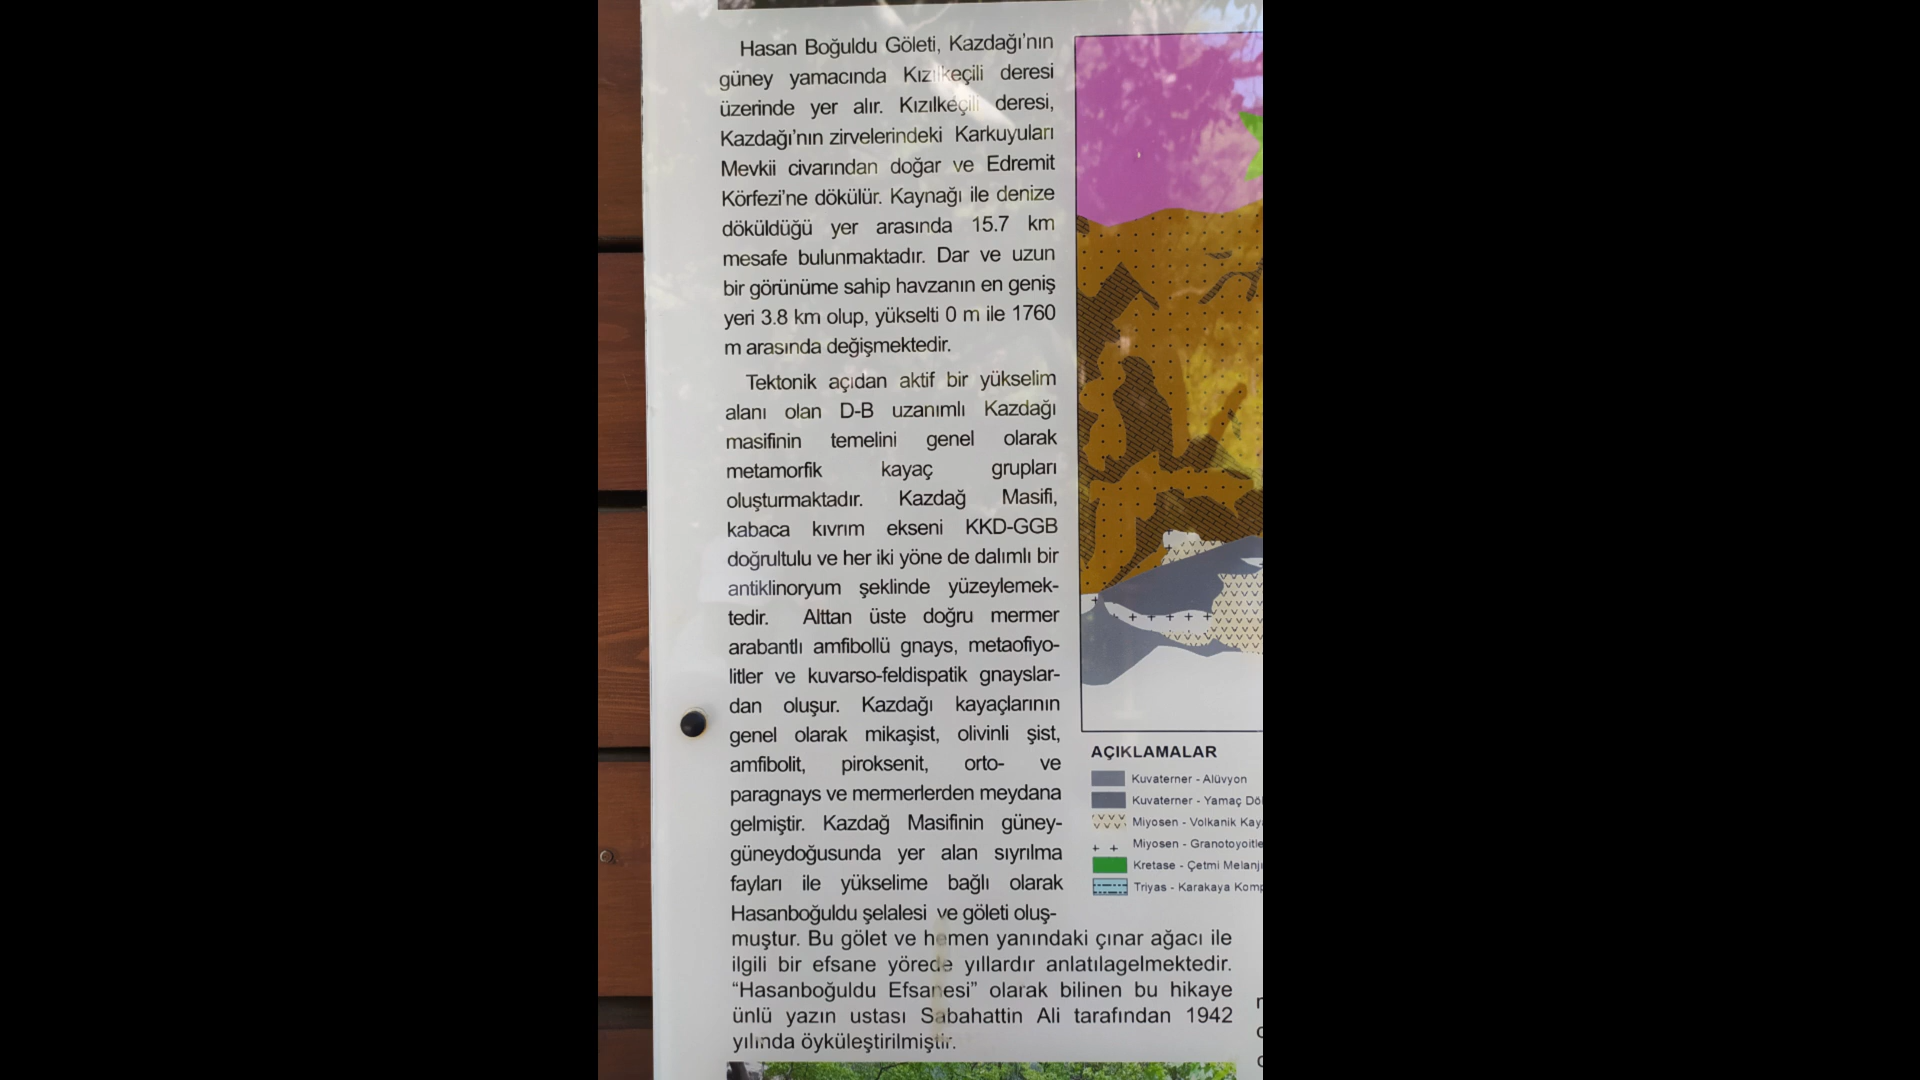 Hasan Boğuldu Göleti, Kazdağı’nın
güney yamacında Kızılkeçili deresi
üzerinde yer alır. Kızılkeçili deresi,
Kazdağı’nın zirvelerindeki Karkuyuları
Mevkii civarından doğar ve Edremit
Körfezi’ne dökülür. Kaynağı ile denize
döküldüğü yer arasında 15.7 km
mesafe bulunmaktadır. Dar ve uzun
bir görünüme sahip havzanın en geniş
yeri 3.8 km olup, yükselti 0 m ile 1760
m arasında değişmektedir.
Tektonik açıdan aktif bir yükselim
alanı olan D-B uzanımlı Kazdağı
masifinin temelini genel olarak
metamorfik kayaç grupları
oluşturmaktadır. Kazdağ Masifi,
kabaca kıvrım ekseni KKD-GGB
doğrultulu ve her iki yöne de dalımlı bir
antiklinoryum şeklinde yüzeylemek-
tedir. Alttan üste doğru mermer
arabantlı amfibollü gnays, metaofiyo-
litler ve kuvarso-feldispatik gnayslar-
dan oluşur. Kazdağı kayaçlarının
genel olarak mikaşist, olivinli şist,
amfibolit, piroksenit, orto- ve
paragnays ve mermerlerden meydana
gelmiştir. Kazdağ Masifinin güney-
güneydoğusunda yer alan sıyrılma
fayları ile yükselime bağlı olarak
Hasanboğuldu şelalesi ve göleti oluş-
muştur. Bu gölet ve hemen yanındaki çınar ağacı ile
ilgili bir efsane yörede yıllardır anlatılagelmektedir.
“Hasanboğuldu Efsanesi” olarak bilinen bu hikaye
ünlü yazın ustası Sabahattin Ali tarafından 1942
yılında öyküleştirilmiştir.
AÇIKLAMALAR
Kuvaterner - Alüvyon
Kuvaterner - Yamaç
Miyosen - Volkanik
Miyosen -
Kretase - Çetmi
Triyas - Karakaya